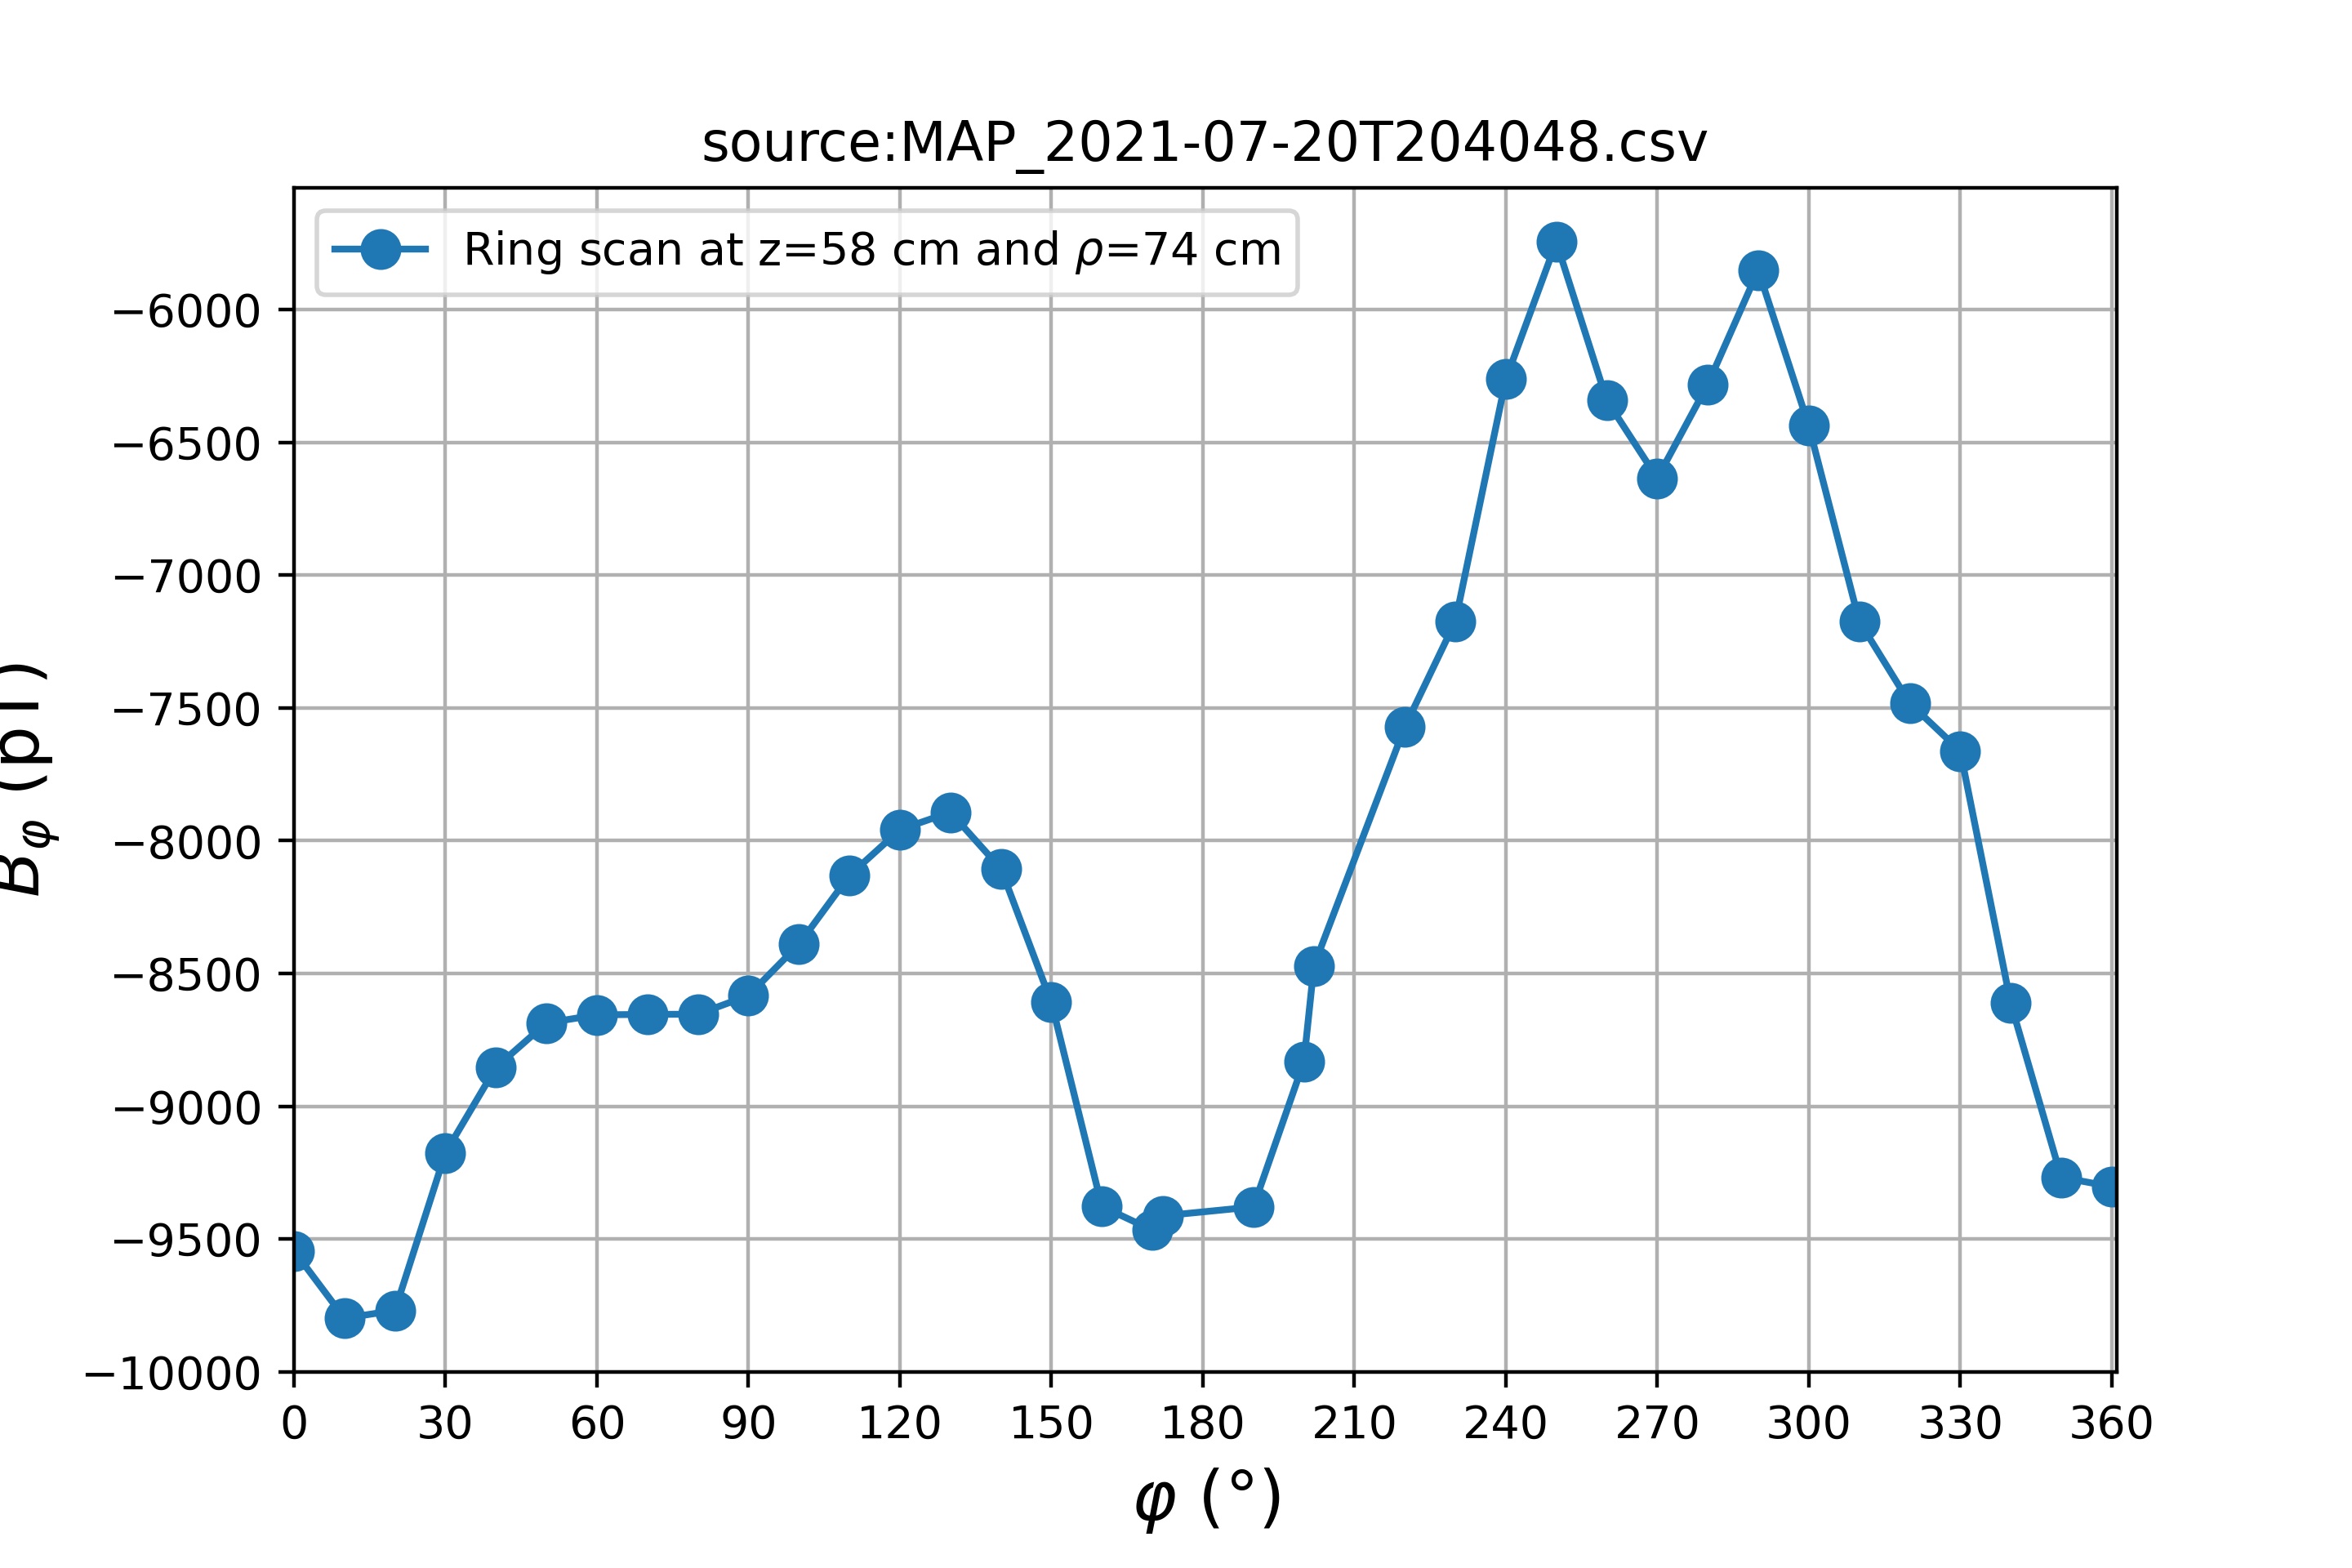 source:MAP_2021-07-20T204048.csv
Ring scan at z=58 cm and ρ=74 cm
−6000
−6500
−7000
−7500
−8000
−8500
−9000
−9500
−10000
B_φ (pT)
0 30 60 90 120 150 180 210 240 270 300 330 360
φ (°)